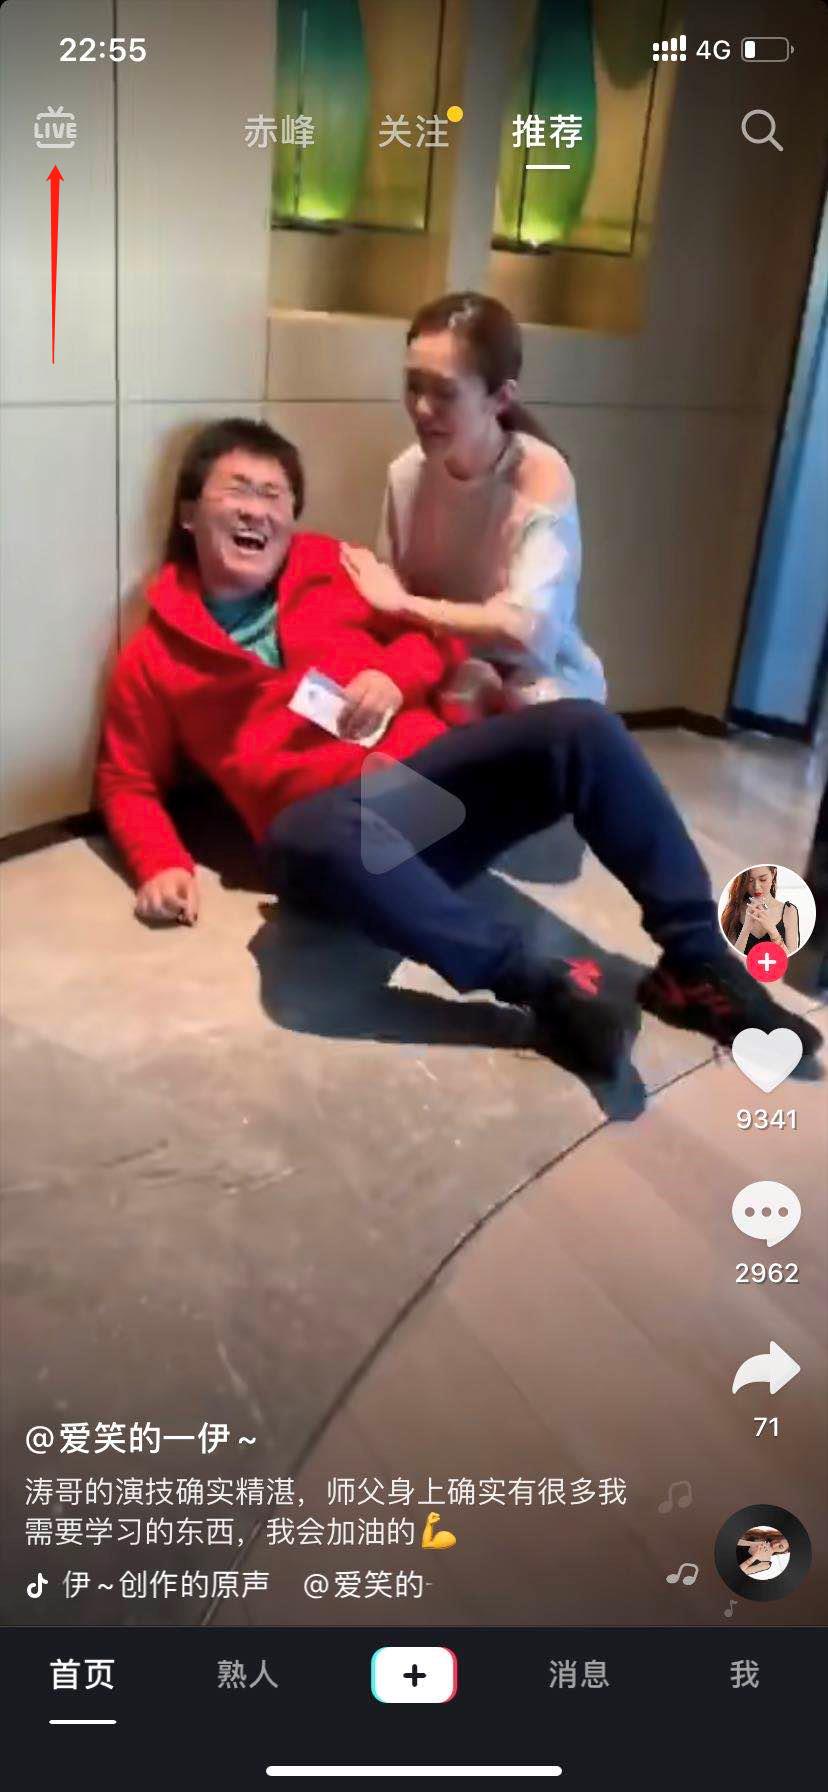 22:55
4G
LIVE
赤峰
关注
推荐
9341
2962
71
@爱笑的一伊~
涛哥的演技确实精湛，师父身上确实有很多我
需要学习的东西，我会加油的💪
伊~创作的原声 @爱笑的
首页
熟人
消息
我